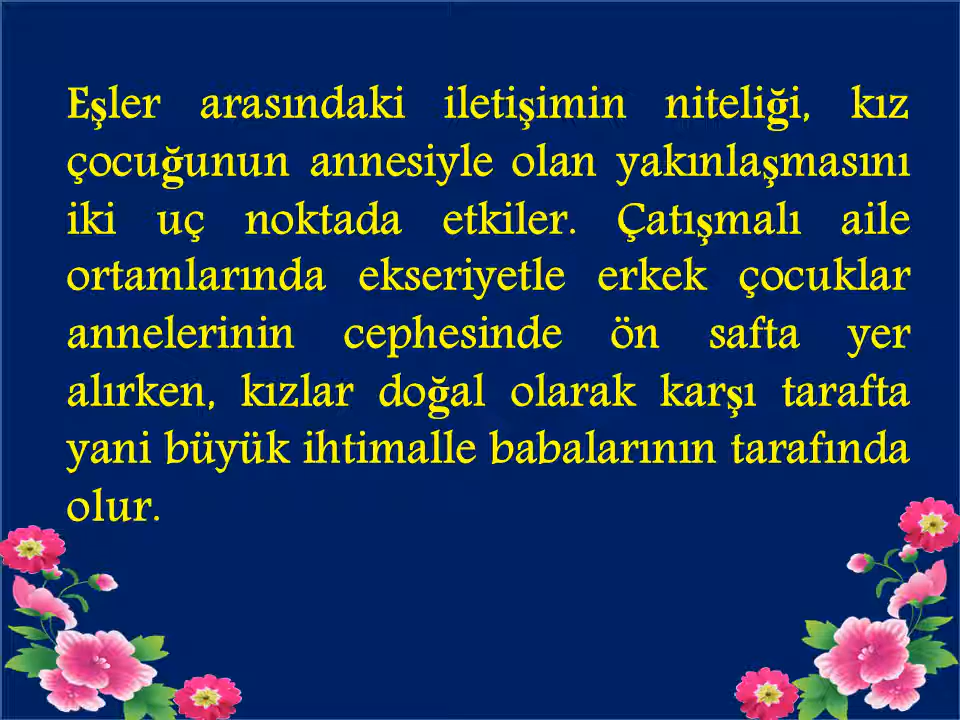 Eşler arasındaki iletişimin niteliği, kız
çocuğunun annesiyle olan yakınlaşmasını
iki uç noktada etkiler. Çatışmalı aile
ortamlarında ekseriyetle erkek çocuklar
annelerinin cephesinde ön safta yer
alırken, kızlar doğal olarak karşı tarafta
yani büyük ihtimalle babalarının tarafında
olur.